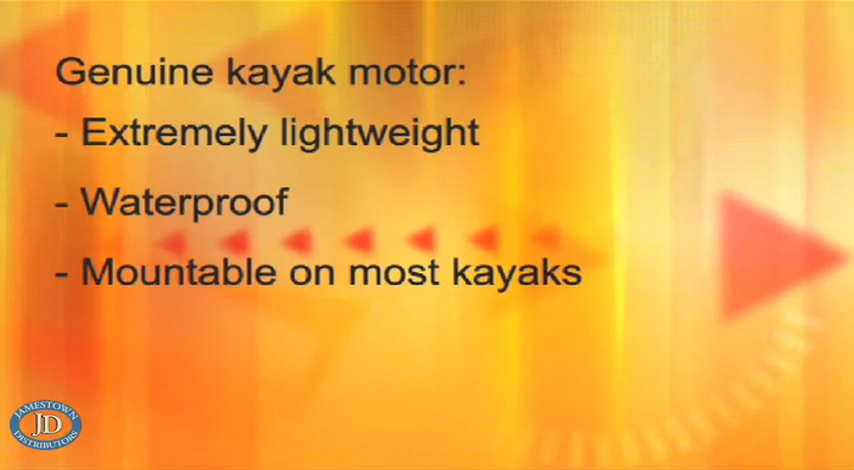 Genuine kayak motor:
- Extremely lightweight
- Waterproof
- Mountable on most kayaks
JAMESTOWN
JD
DISTRIBUTORS